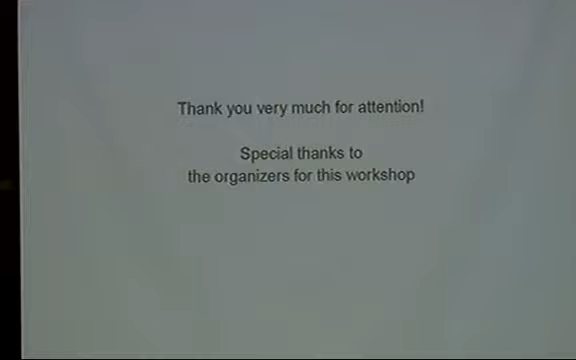 Thank you very much for attention!
Special thanks to
the organizers for this workshop